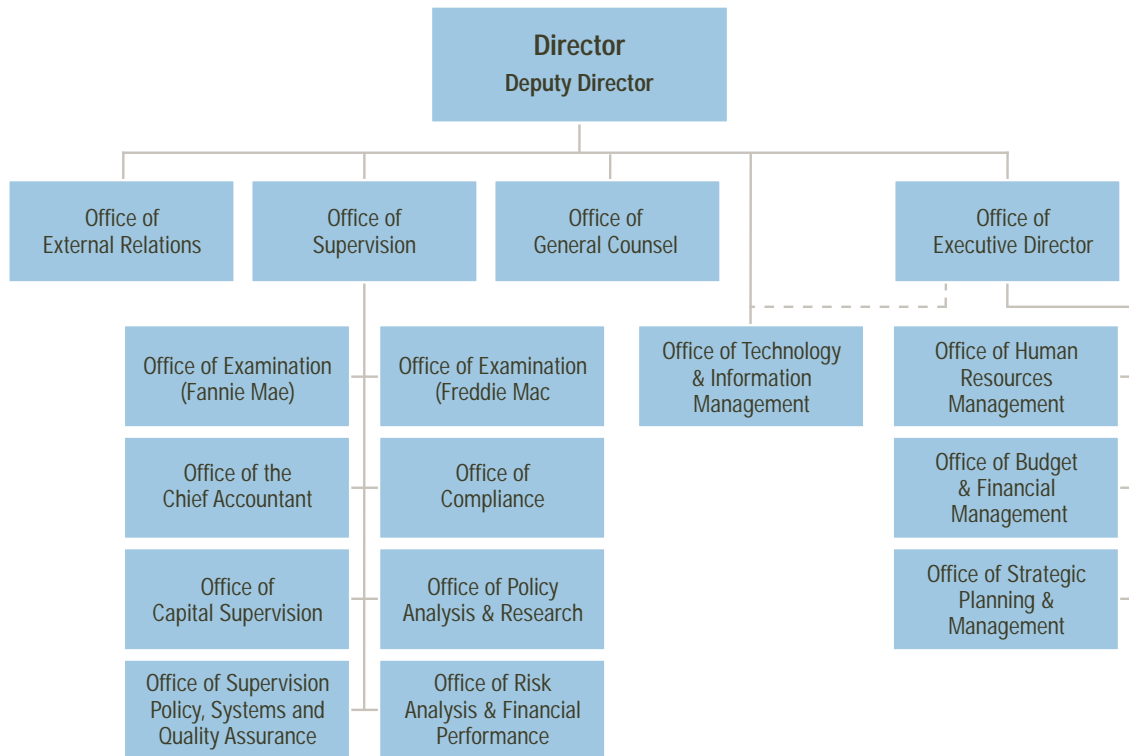 Director
Deputy Director
Office of
External Relations
Office of
Supervision
Office of
General Counsel
Office of
Executive Director
Office of Examination
(Fannie Mae)
Office of Examination
(Freddie Mac
Office of Technology
& Information
Management
Office of Human
Resources
Management
Office of the
Chief Accountant
Office of
Compliance
Office of Budget
& Financial
Management
Office of
Capital Supervision
Office of Policy
Analysis & Research
Office of Strategic
Planning &
Management
Office of Supervision
Policy, Systems and
Quality Assurance
Office of Risk
Analysis & Financial
Performance